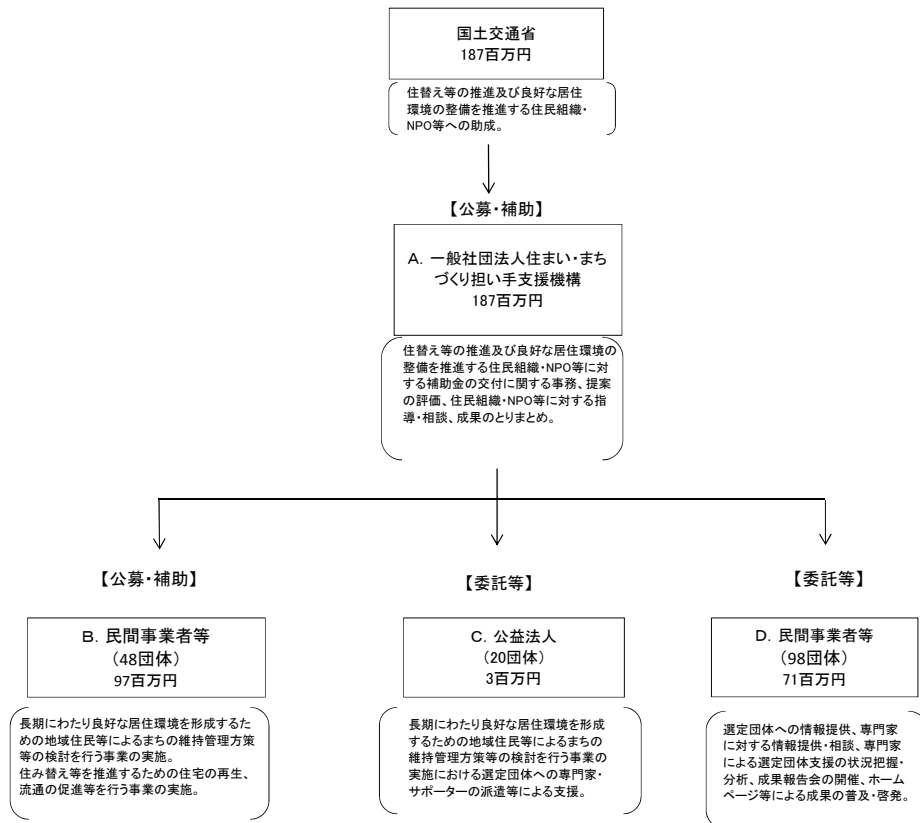 国土交通省
187百万円
住替え等の推進及び良好な居住
環境の整備を推進する住民組織・
NPO等への助成。
【公募・補助】
A. 一般社団法人住まい・まち
づくり担い手支援機構
187百万円
住替え等の推進及び良好な居住環境の
整備を推進する住民組織・NPO等に対
する補助金の交付に関する事務、提案
の評価、住民組織・NPO等に対する指
導・相談、成果のとりまとめ。
【公募・補助】
B. 民間事業者等
(48団体)
97百万円
長期にわたり良好な居住環境を形成するた
めの地域住民等によるまちの維持管理方策
等の検討を行う事業の実施。
住み替え等を推進するための住宅の再生、
流通の促進等を行う事業の実施。
【委託等】
C. 公益法人
(20団体)
3百万円
長期にわたり良好な居住環境を形成
するための地域住民等によるまちの
維持管理方策等の検討を行う事業の
実施における選定団体への専門家・
サポーターの派遣等による支援。
【委託等】
D. 民間事業者等
(98団体)
71百万円
選定団体への情報提供、専門家
に対する情報提供・相談、専門家
による選定団体支援の状況把握・
分析、成果報告会の開催、ホーム
ページ等による成果の普及・啓発。